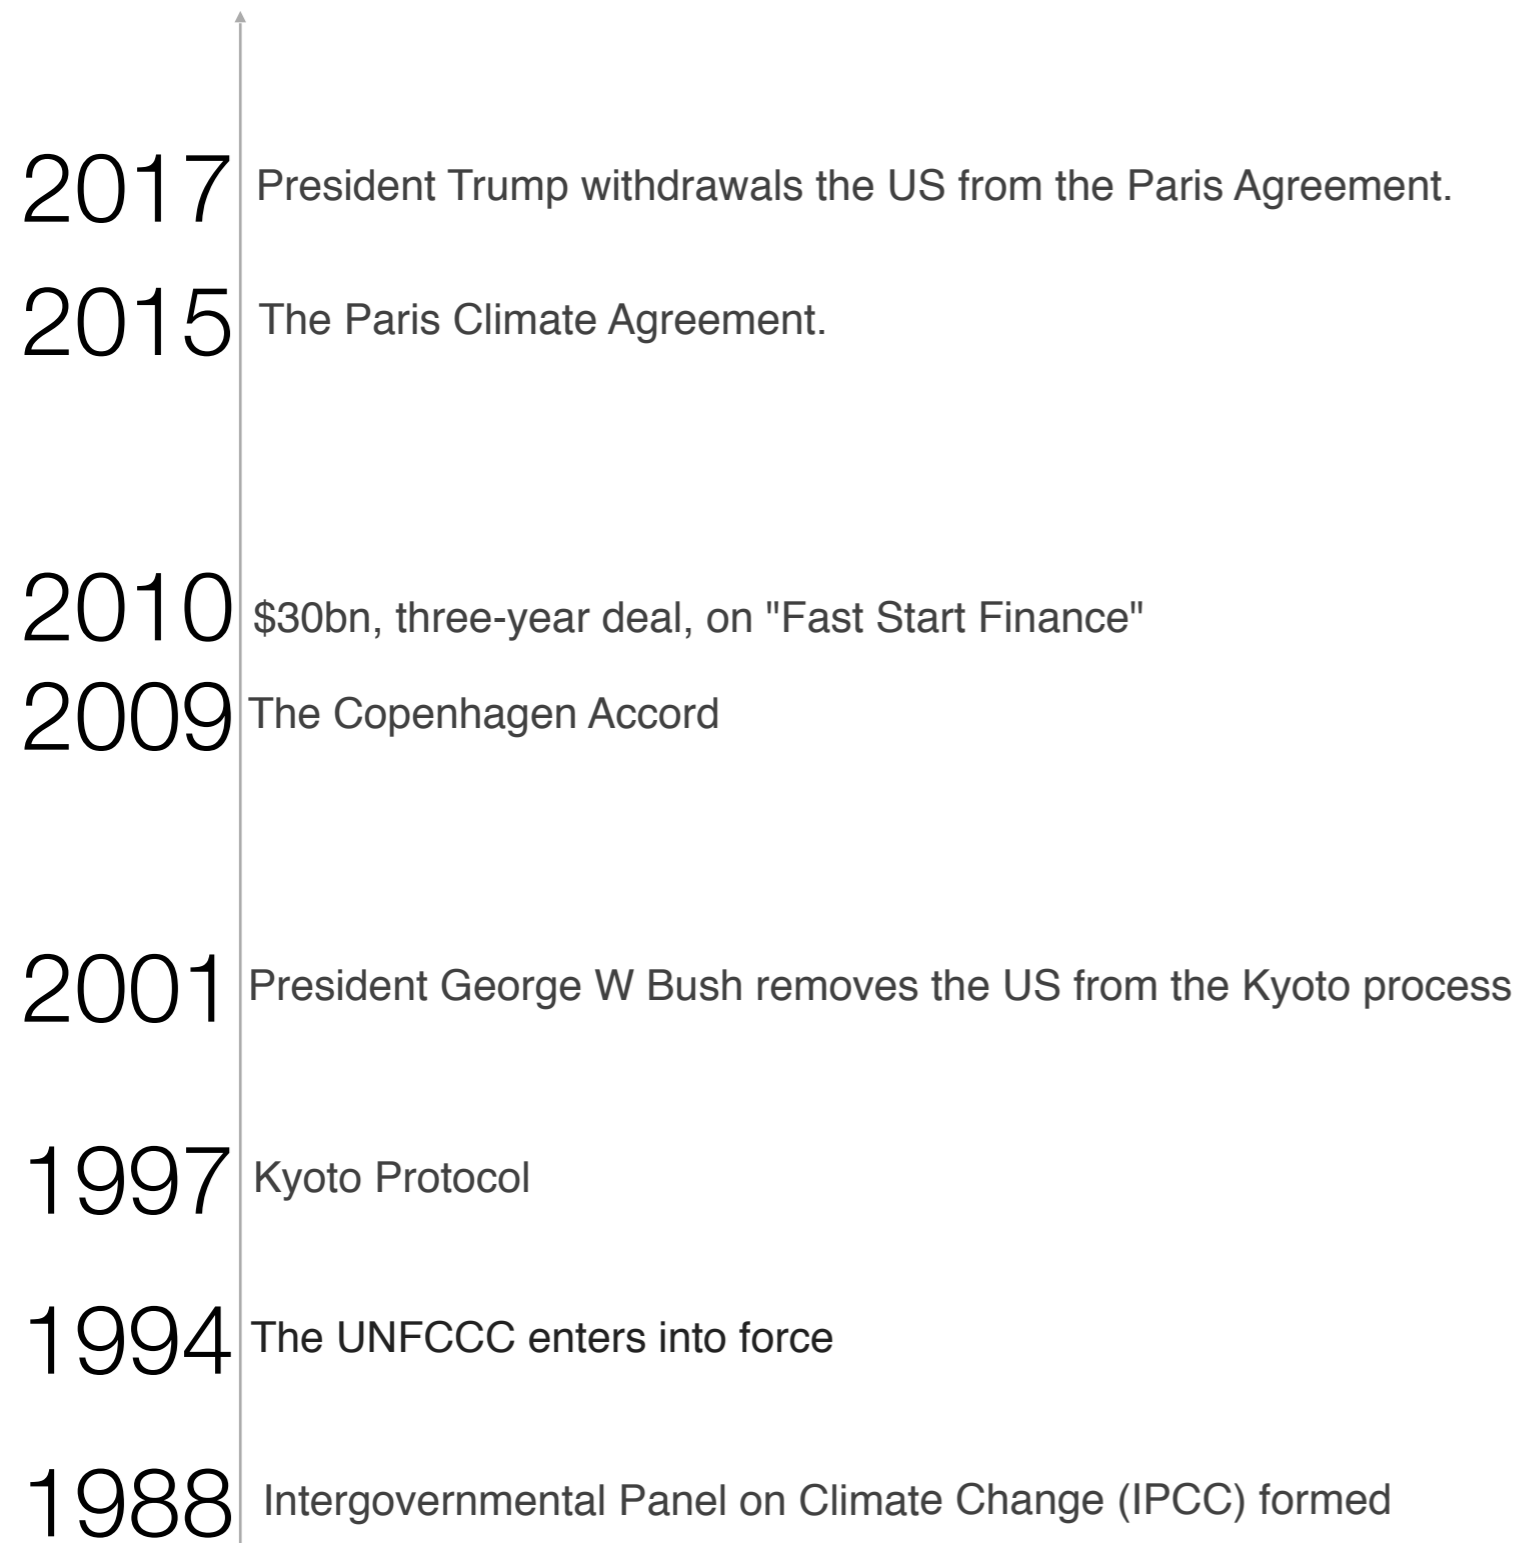 2017 President Trump withdrawals the US from the Paris Agreement.
2015 The Paris Climate Agreement.
2010 $30bn, three-year deal, on "Fast Start Finance"
2009 The Copenhagen Accord
2001 President George W Bush removes the US from the Kyoto process
1997 Kyoto Protocol
1994 The UNFCCC enters into force
1988 Intergovernmental Panel on Climate Change (IPCC) formed